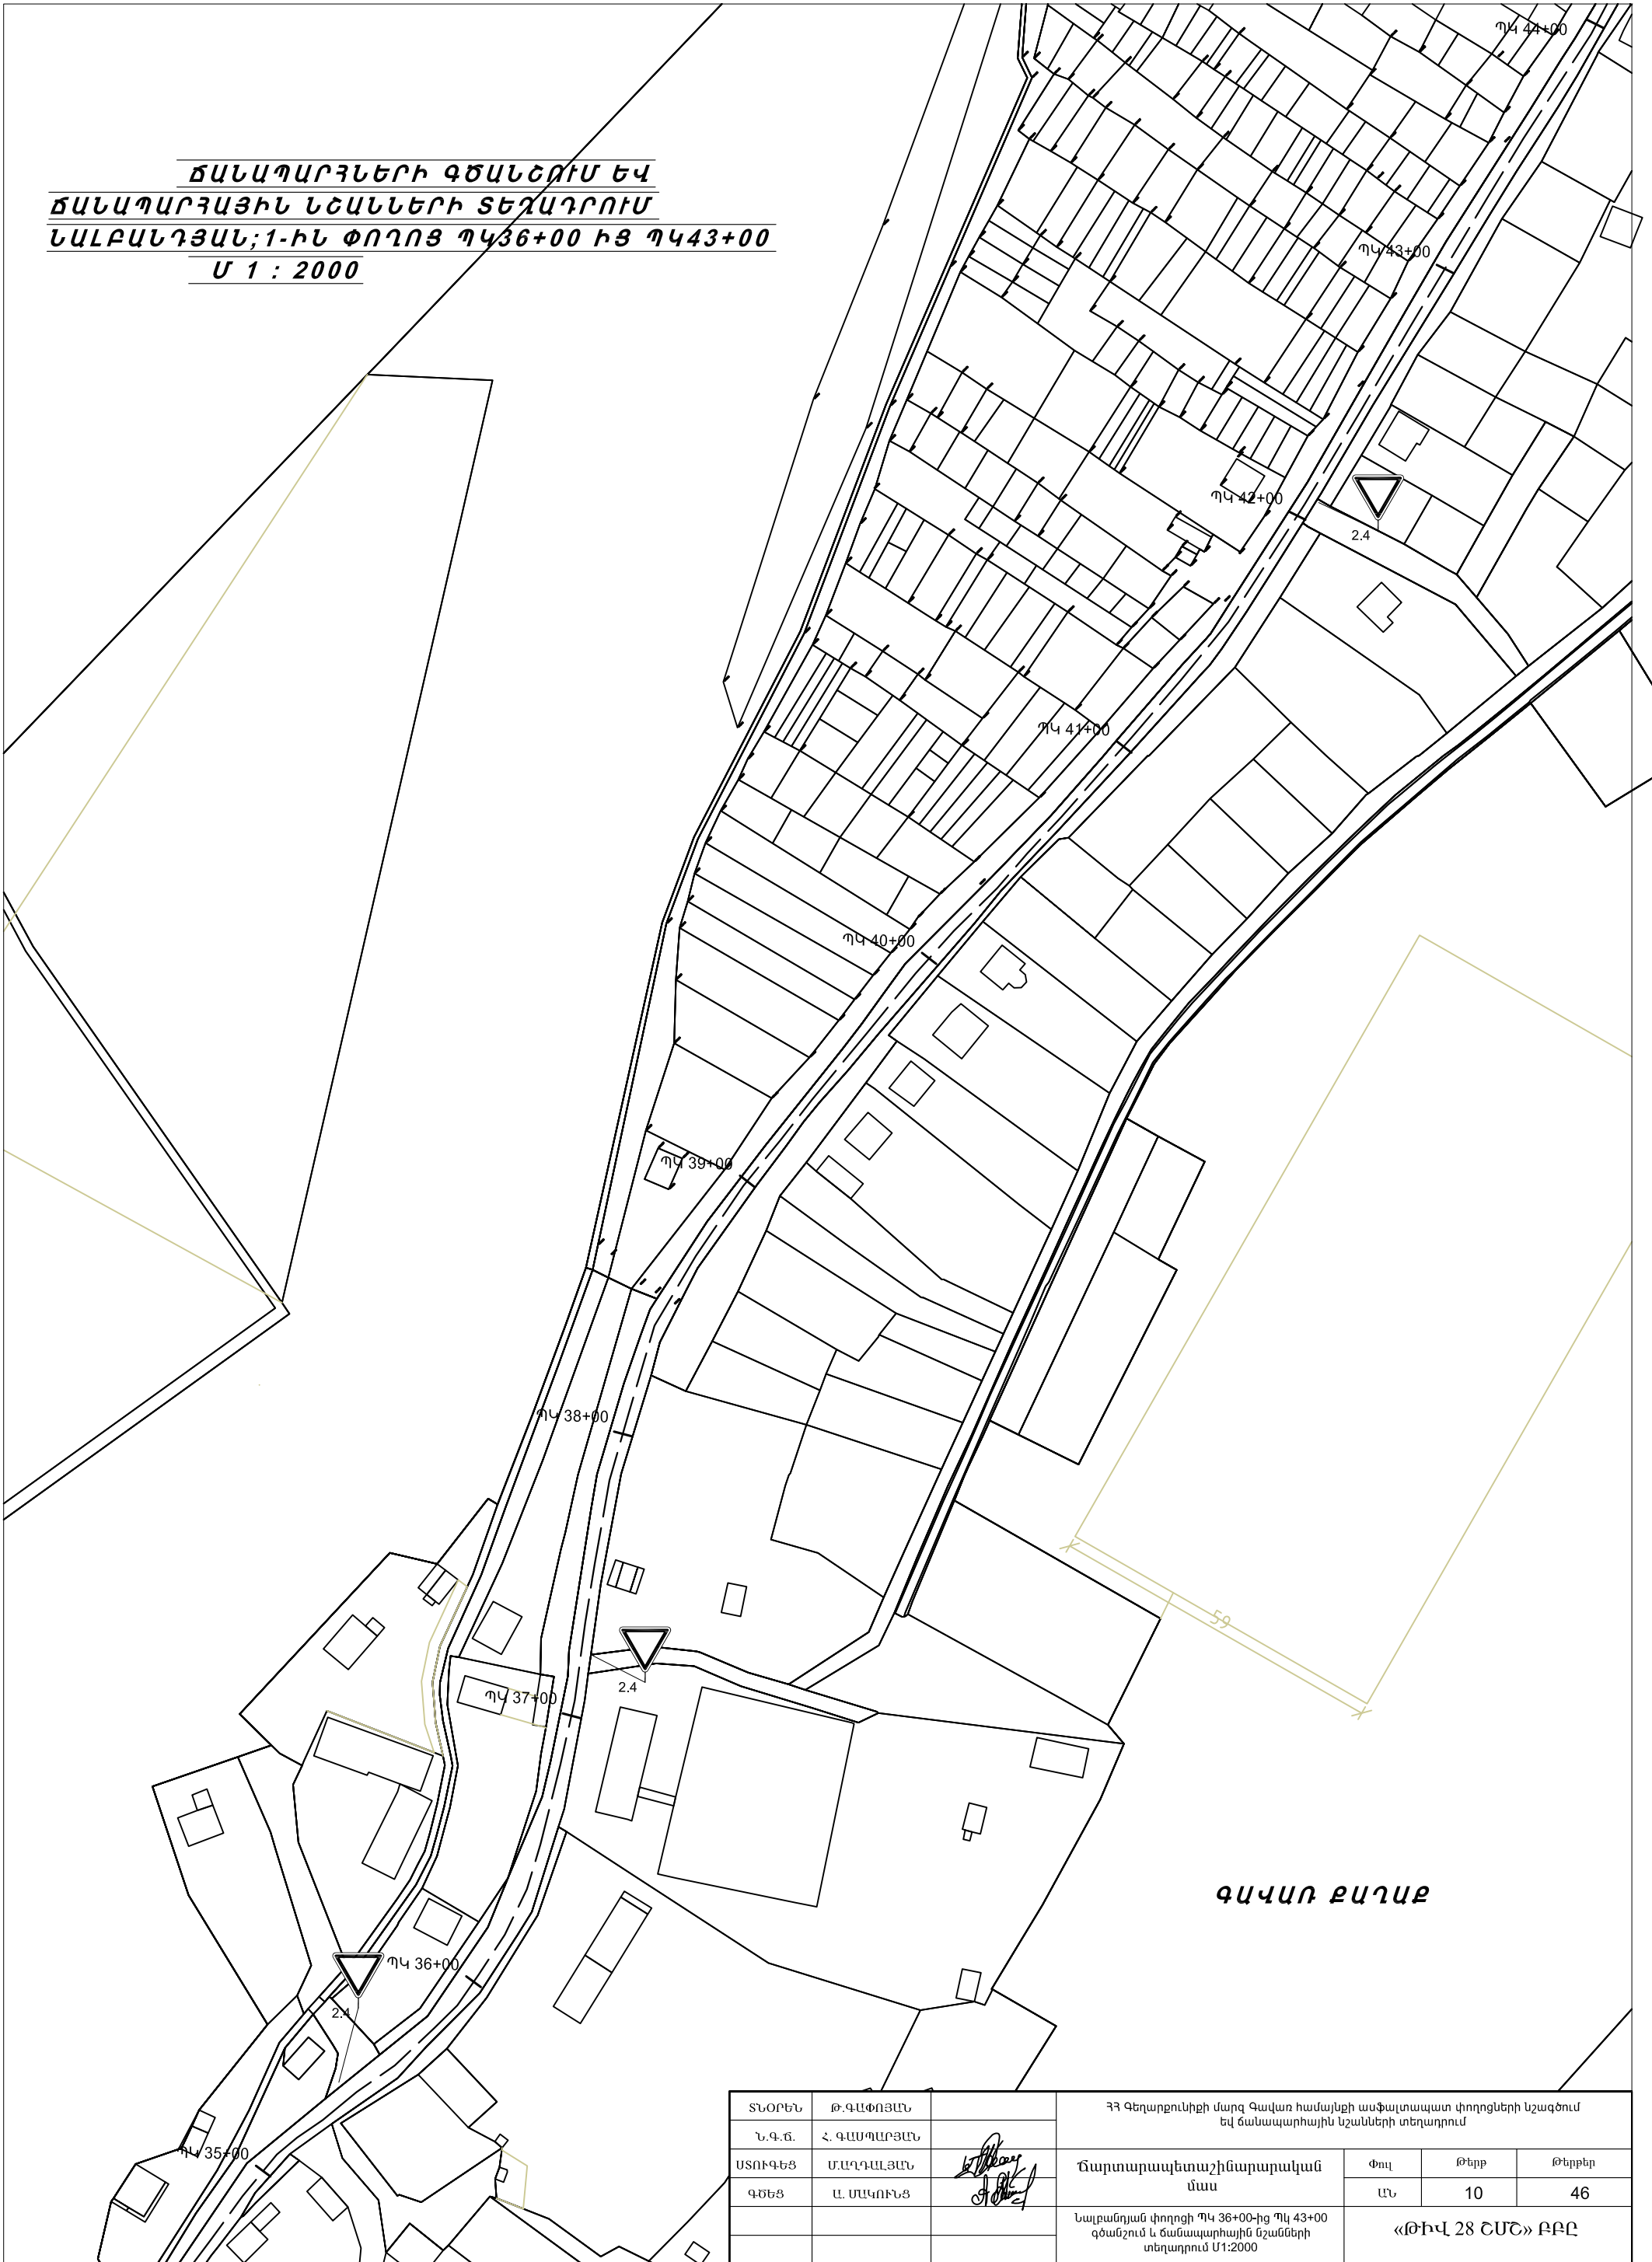 ՃԱՆԱՊԱՐՀՆԵՐԻ ԳԾԱՆՇՈՒՄ ԵՎ
ՃԱՆԱՊԱՐՀԱՅԻՆ ՆՇԱՆՆԵՐԻ ՏԵՂԱԴՐՈՒՄ
ՆԱԼԲԱՆԴՅԱՆ;1-ԻՆ ՓՈՂՈՑ ՊԿ36+00 ԻՑ ՊԿ43+00
Մ 1 : 2000
ՊԿ 44+00
ՊԿ 43+00
ՊԿ 42+00
2.4
ՊԿ 41+00
ՊԿ 40+00
ՊԿ 39+00
ՊԿ 38+00
59
2.4
ՊԿ 37+00
ԳԱՎԱՌ ՔԱՂԱՔ
ՊԿ 36+00
2.4
ՊԿ 35+00
ՏՆՕՐԵՆ Թ.ԳԱՓՈՅԱՆ
Ն.Գ.Ճ. Հ. ԳԱՍՊԱՐՅԱՆ
ՍՏՈՒԳԵՑ Մ.ԱՂԴԱԼՅԱՆ
ԳԾԵՑ Ա. ՍԱԿՈՒՆՑ
ՀՀ Գեղարքունիքի մարզ Գավառ համայնքի ասֆալտապատ փողոցների նշագծում
եվ ճանապարհային նշանների տեղադրում
Ճարտարապետաշինարարական
մաս
Փուլ Թերթ Թերթեր
ԱՆ 10 46
Նալբանդյան փողոցի ՊԿ 36+00-ից Պկ 43+00
գծանշում և ճանապարհային նշանների
տեղադրում Մ1:2000
«ԹԻՎ 28 ՇՄՇ» ԲԲԸ